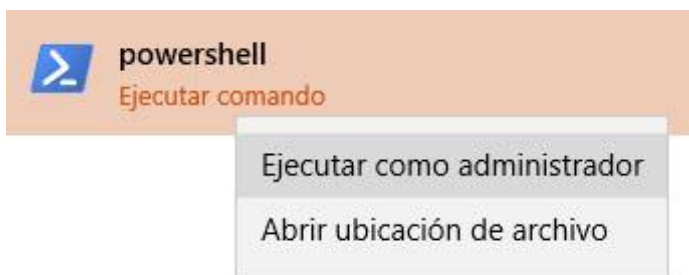 powershell
Ejecutar comando
Ejecutar como administrador
Abrir ubicación de archivo